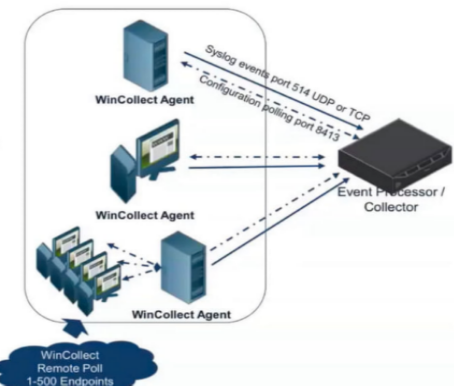 WinCollect Agent
Syslog events port 514 UDP or TCP
Configuration polling port 8413
WinCollect Agent
Event Processor /
Collector
WinCollect Agent
WinCollect
Remote Poll
1-500 Endpoints